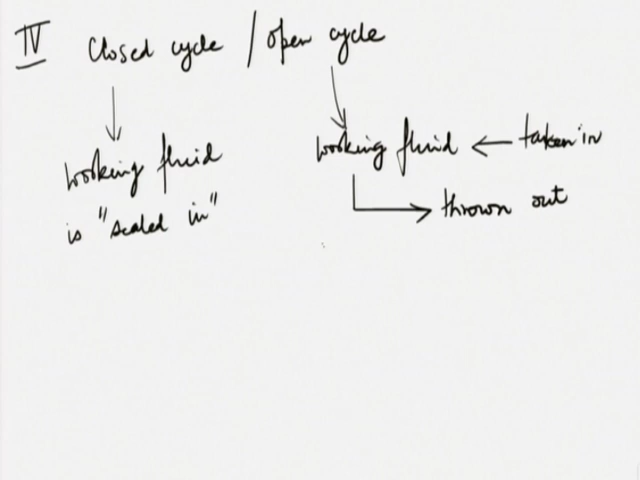 IV Closed cycle / open cycle
working fluid is "sealed in"
working fluid ← taken in
thrown out